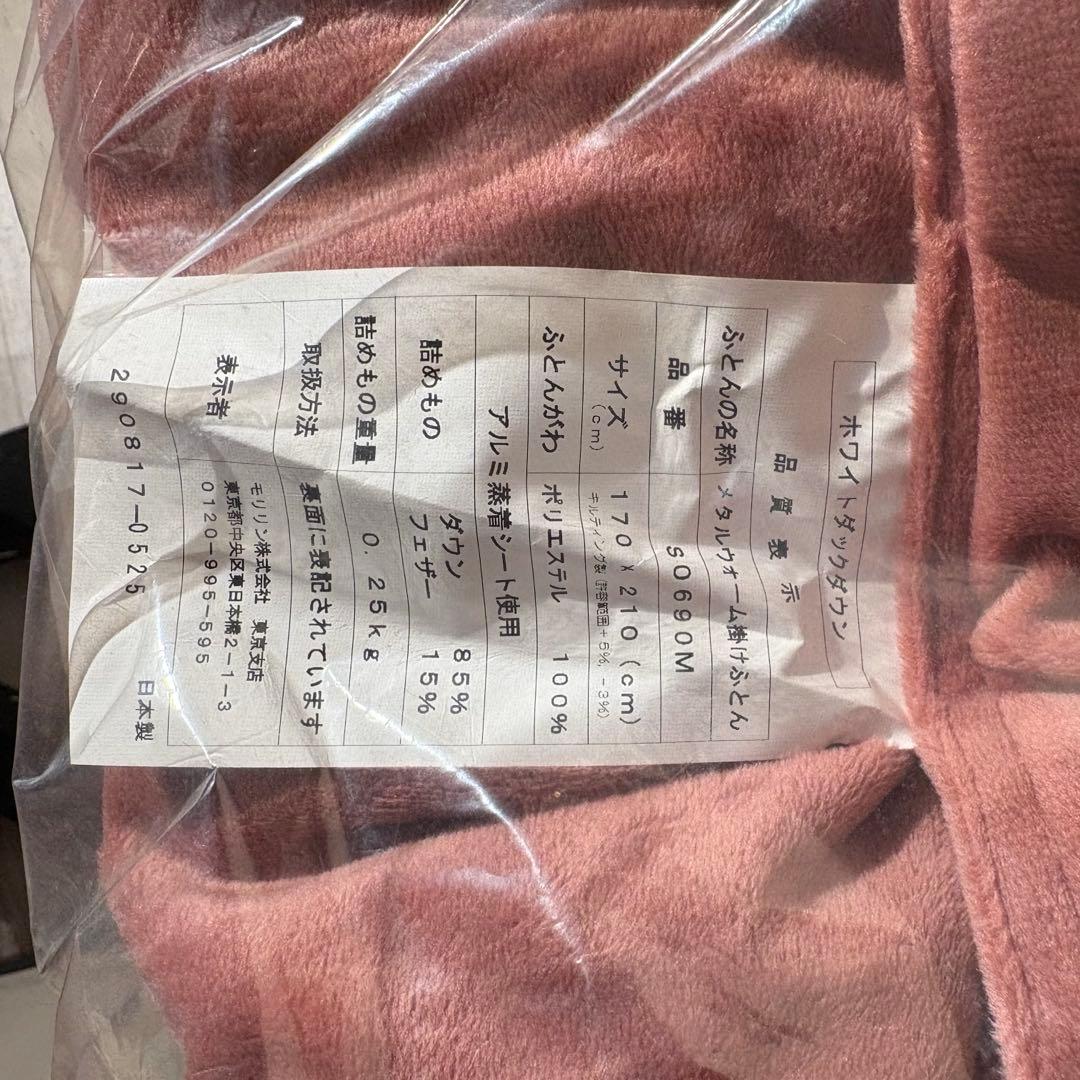 ホワイトダックダウン
品質表示
ふとんの名称 メタルウォーム掛けふとん
品番 S0690M
サイズ(cm) 170×210(cm)
キルティング製(許容範囲+5%, −3%)
ふとんがわ ポリエステル 100%
アルミ蒸着シート使用
詰めもの ダウン 85%
フェザー 15%
詰めもの重量 0.25kg
取扱方法 裏面に表記されています
表示者 モリリン株式会社 東京支店
東京都中央区東日本橋2−1−3
0120−995−595
290817−0525 日本製